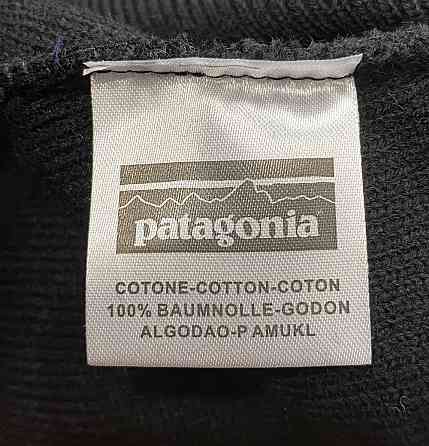 patagonia
COTONE-COTTON-COTON
100% BAUMNOLLE-GODON
ALGODAO-P AMUKL